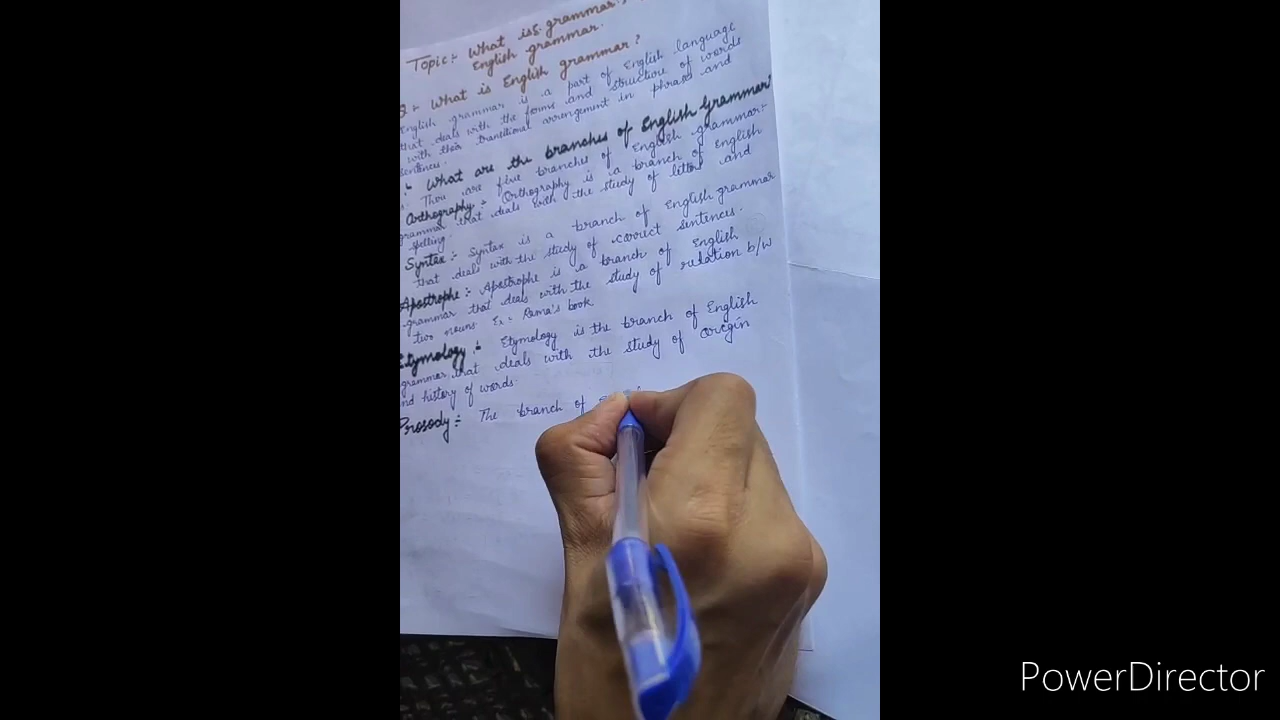 Topic:- What is grammar
English grammar.
Q:- What is English grammar?
English grammar is a part of English language
that deals with the forms and structure of words
with their transitional arrangement in phrases and
sentences.
:- What are the branches of English Grammar
There are five branches of English grammar:-
Orthography:- Orthography is a branch of English
grammar that deals with the study of letters and
spelling.
Syntax:- Syntax is a branch of English grammar
that deals with the study of correct sentences.
Apostrophe:- Apostrophe is a branch of English
grammar that deals with the study of relation b/w
two nouns. Ex:- Rama's book.
Etymology:- Etymology is the branch of English
grammar that deals with the study of orегin
and history of words.
Prosody:- The branch of
PowerDirector